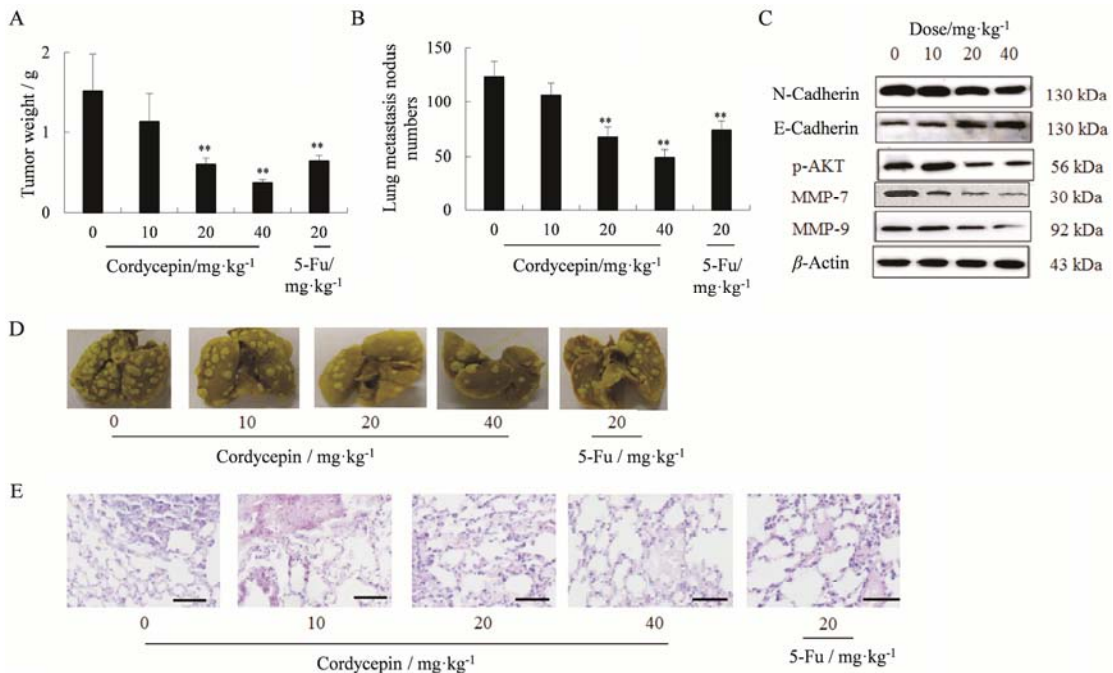 A
Tumor weight / g
2
1
0
**
**
**
0 10 20 40 20
Cordycepin/mg·kg-1
5-Fu/
mg·kg-1
B
Lung metastasis nodus
numbers
150
100
50
0
**
**
**
0 10 20 40 20
Cordycepin/mg·kg-1
5-Fu/
mg·kg-1
C
Dose/mg·kg-1
0 10 20 40
N-Cadherin 130 kDa
E-Cadherin 130 kDa
p-AKT 56 kDa
MMP-7 30 kDa
MMP-9 92 kDa
β-Actin 43 kDa
D
0 10 20 40 20
Cordycepin / mg·kg-1 5-Fu / mg·kg-1
E
0 10 20 40 20
Cordycepin / mg·kg-1 5-Fu / mg·kg-1